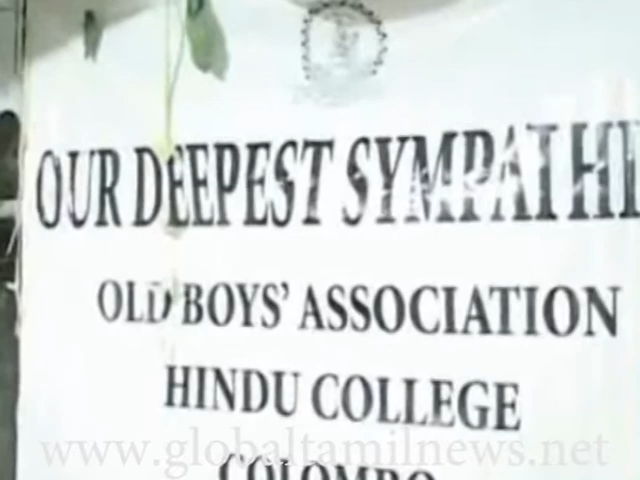 OUR DEEPEST SYMPATHI
OLD BOYS' ASSOCIATION
HINDU COLLEGE
COLOMBO
www.globaltamilnews.net